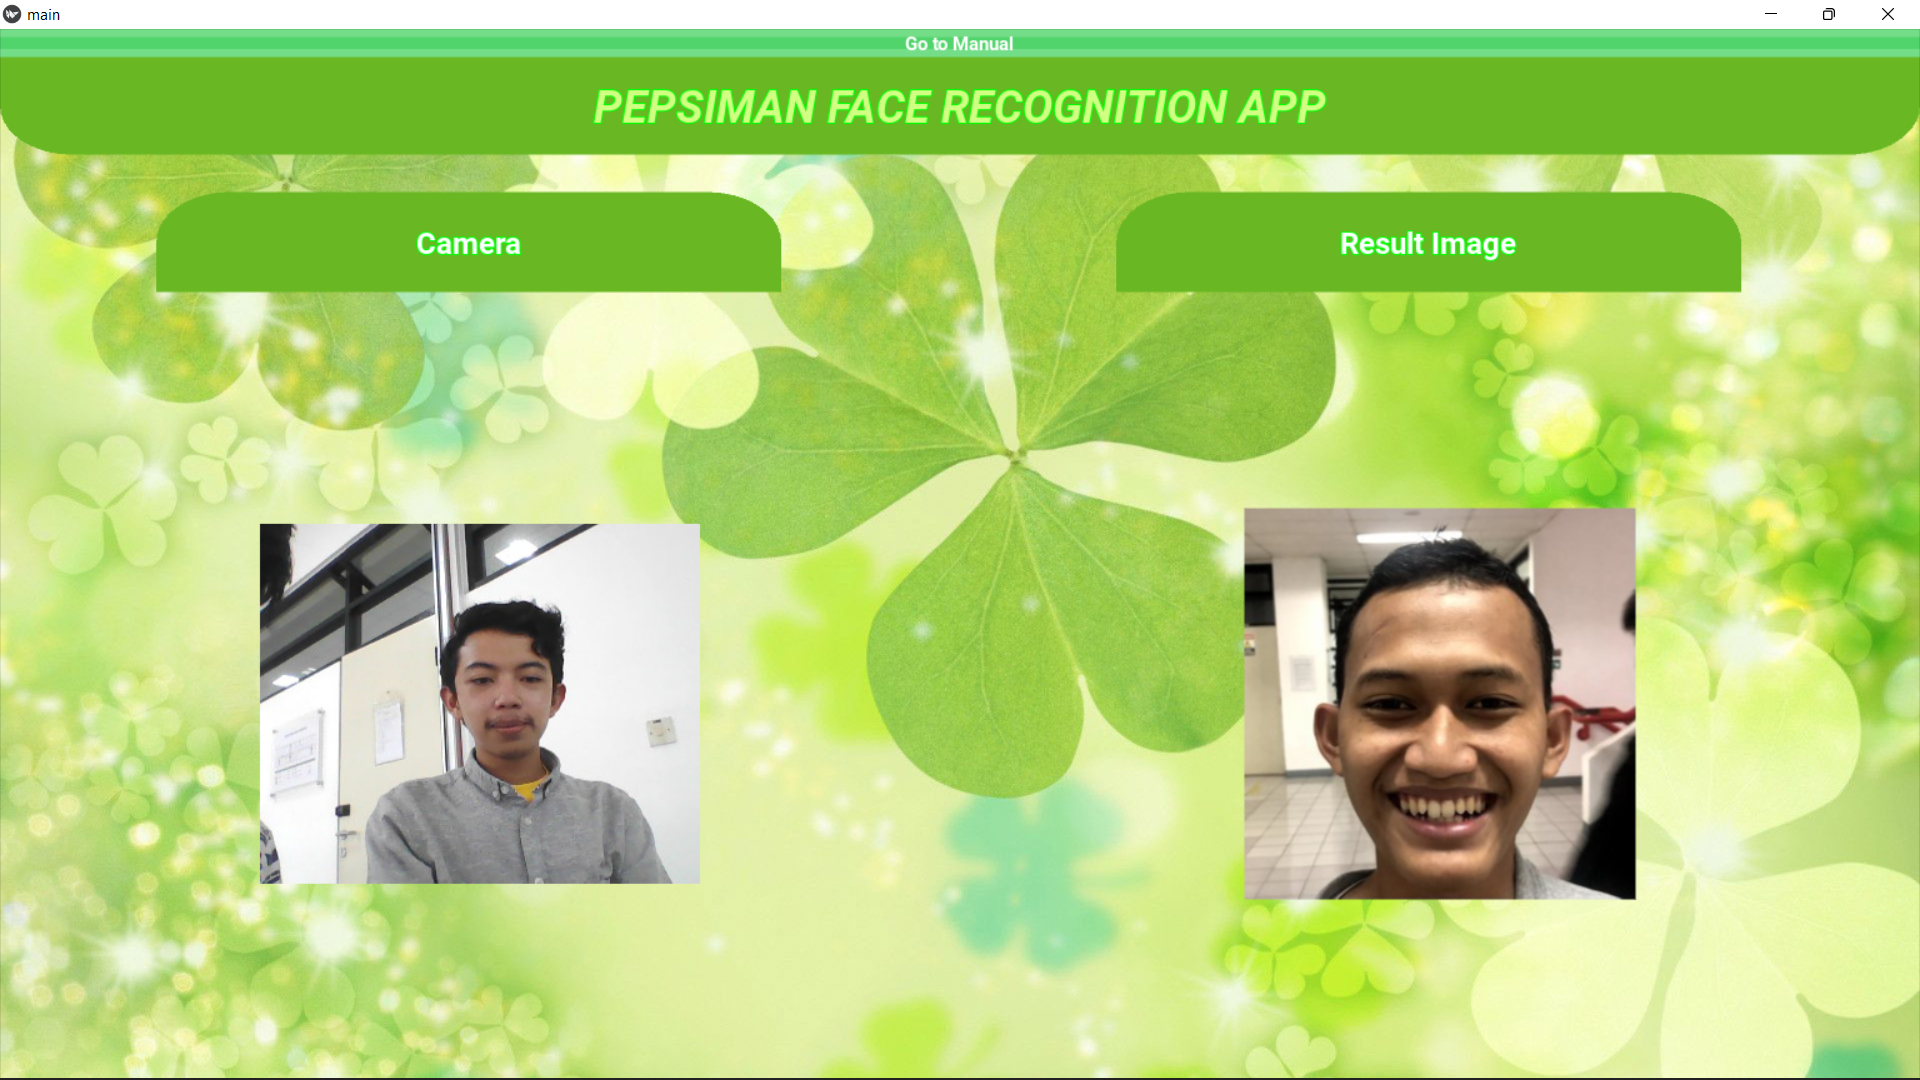 main
Go to Manual
PEPSIMAN FACE RECOGNITION APP
Camera
Result Image